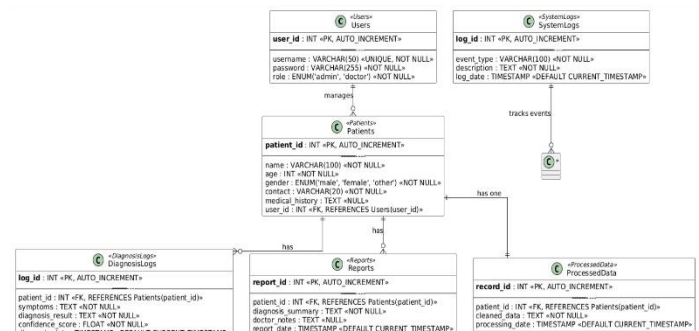 «Users»
Users
user_id : INT «PK, AUTO_INCREMENT»
username : VARCHAR(50) «UNIQUE, NOT NULL»
password : VARCHAR(255) «NOT NULL»
role : ENUM('admin', 'doctor') «NOT NULL»
«SystemLogs»
SystemLogs
log_id : INT «PK, AUTO_INCREMENT»
event_type : VARCHAR(100) «NOT NULL»
description : TEXT «NOT NULL»
log_date : TIMESTAMP «DEFAULT CURRENT_TIMESTAMP»
manages
tracks events
«Patients»
Patients
patient_id : INT «PK, AUTO_INCREMENT»
name : VARCHAR(100) «NOT NULL»
age : INT «NOT NULL»
gender : ENUM('male', 'female', 'other') «NOT NULL»
contact : VARCHAR(20) «NOT NULL»
medical_history : TEXT «NULL»
user_id : INT «FK, REFERENCES Users(user_id)»
C
*
has
has
has one
«DiagnosisLogs»
DiagnosisLogs
log_id : INT «PK, AUTO_INCREMENT»
patient_id : INT «FK, REFERENCES Patients(patient_id)»
symptoms : TEXT «NOT NULL»
diagnosis_result : TEXT «NOT NULL»
confidence_score : FLOAT «NOT NULL»
«Reports»
Reports
report_id : INT «PK, AUTO_INCREMENT»
patient_id : INT «FK, REFERENCES Patients(patient_id)»
diagnosis_summary : TEXT «NOT NULL»
doctor_notes : TEXT «NULL»
report_date : TIMESTAMP «DEFAULT CURRENT_TIMESTAMP»
«ProcessedData»
ProcessedData
record_id : INT «PK, AUTO_INCREMENT»
patient_id : INT «FK, REFERENCES Patients(patient_id)»
cleaned_data : TEXT «NOT NULL»
processing_date : TIMESTAMP «DEFAULT CURRENT_TIMESTAMP»